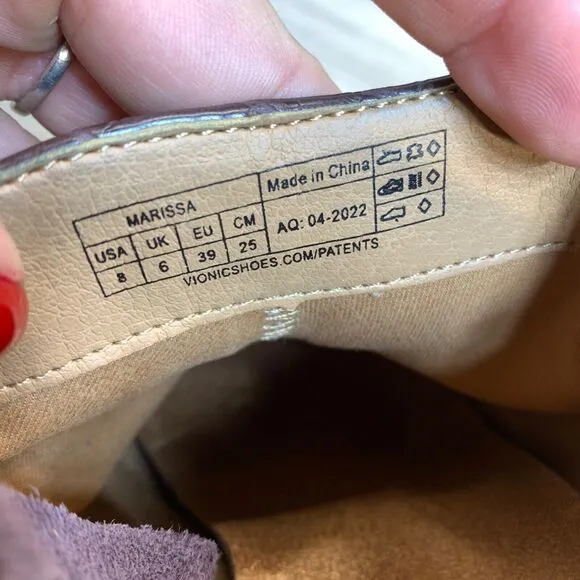 MARISSA
USA UK EU CM
8 6 39 25
Made in China
AQ: 04-2022
VIONICSHOES.COM/PATENTS